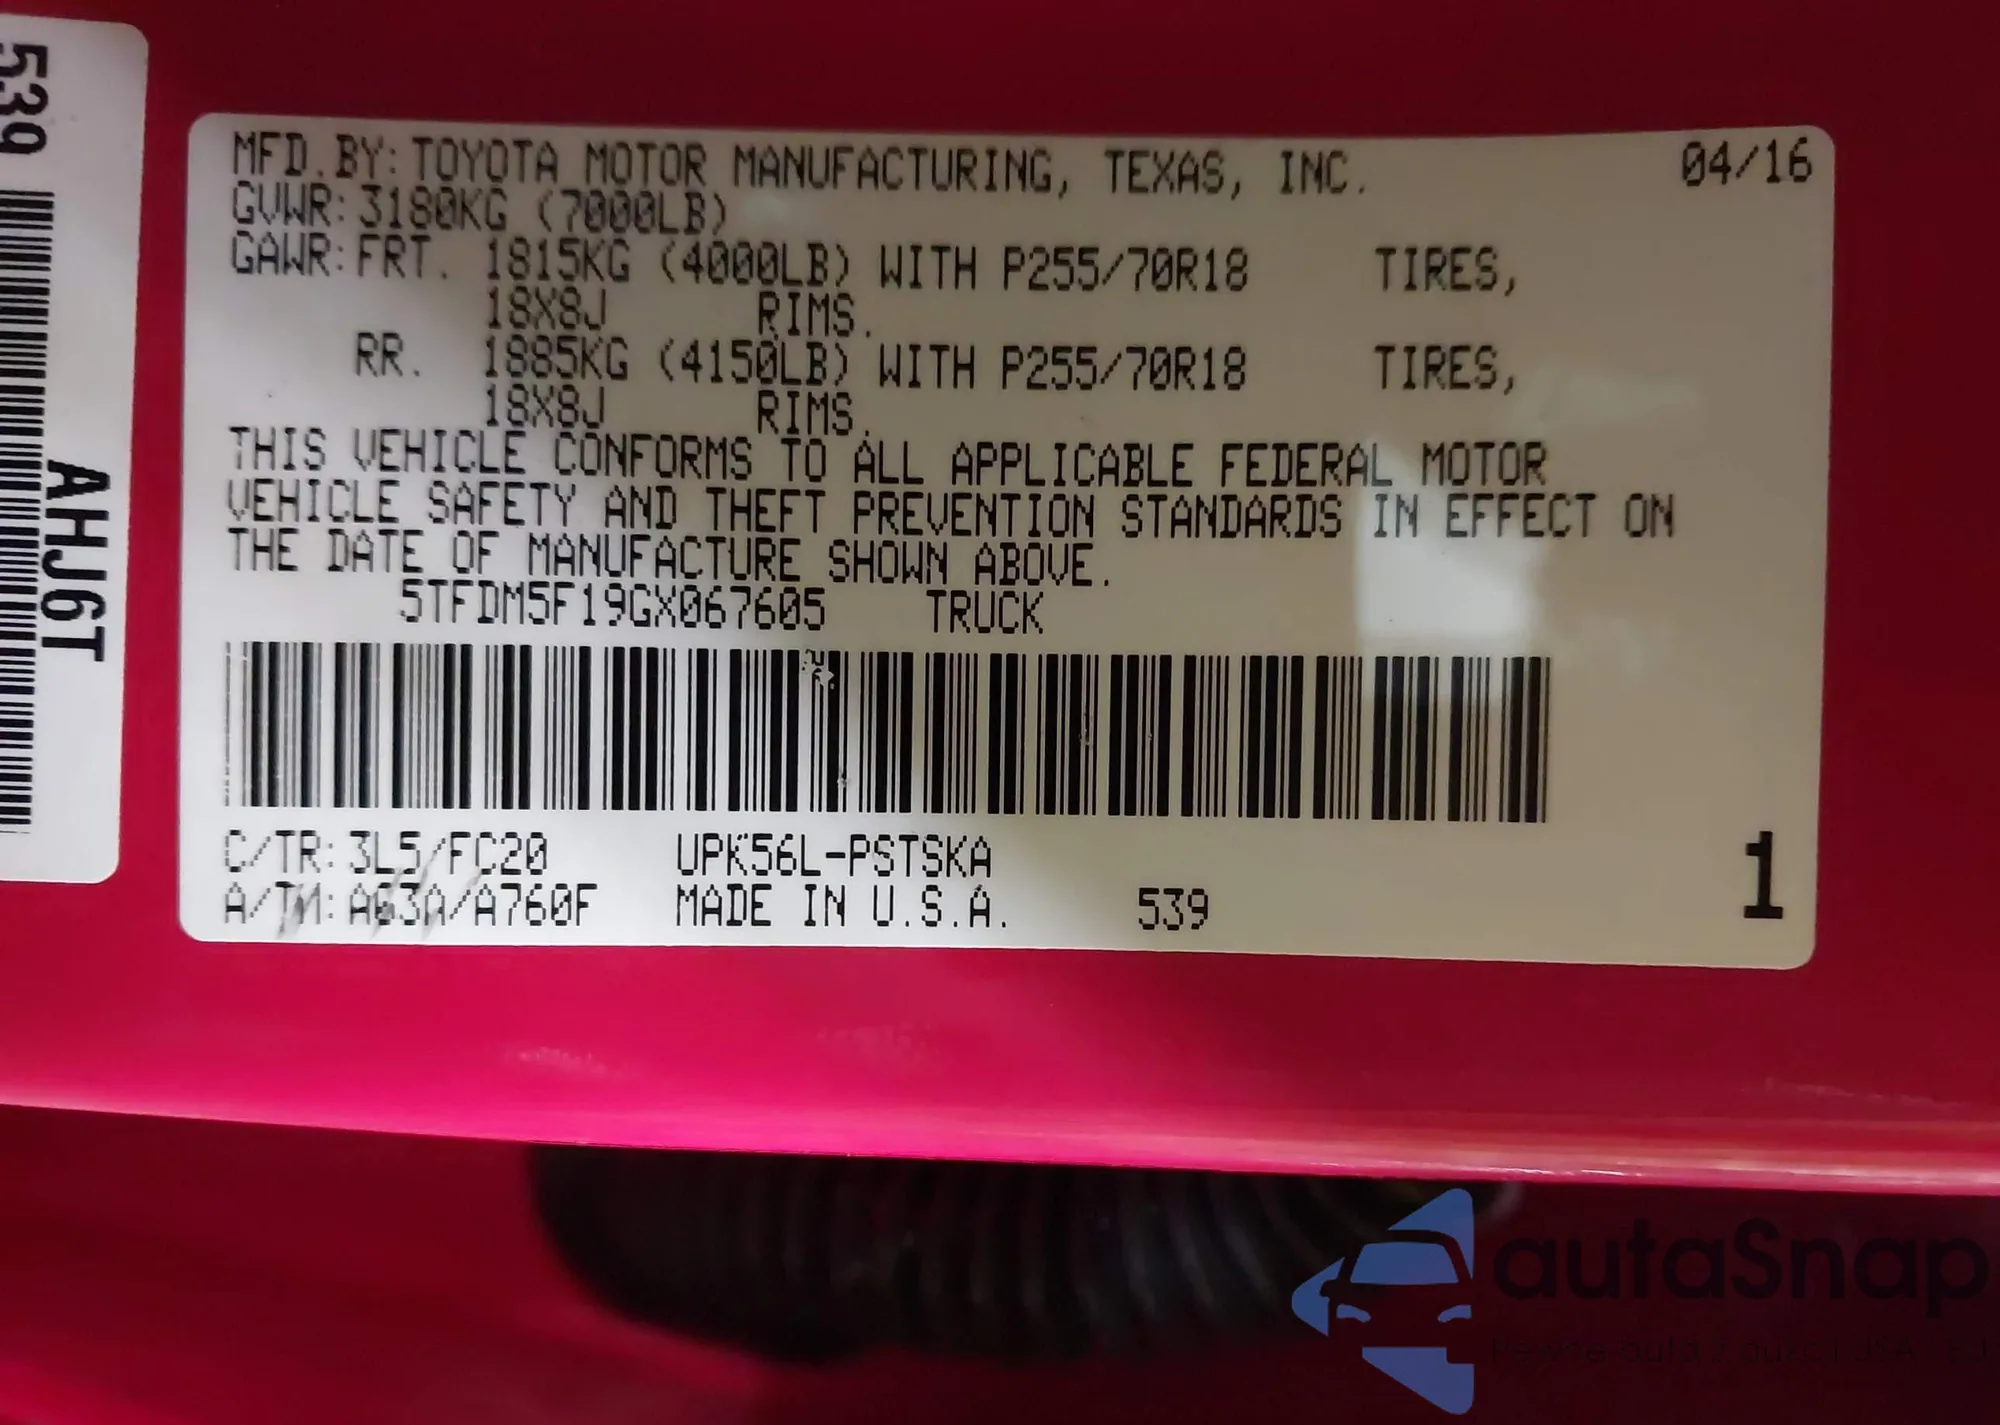 539
AHJ6T
MFD.BY: TOYOTA MOTOR MANUFACTURING, TEXAS, INC. 04/16
GVWR: 3180KG (7000LB)
GAWR: FRT. 1815KG (4000LB) WITH P255/70R18 TIRES,
18X8J RIMS.
RR. 1885KG (4150LB) WITH P255/70R18 TIRES,
18X8J RIMS.
THIS VEHICLE CONFORMS TO ALL APPLICABLE FEDERAL MOTOR
VEHICLE SAFETY AND THEFT PREVENTION STANDARDS IN EFFECT ON
THE DATE OF MANUFACTURE SHOWN ABOVE.
5TFDM5F19GX067605 TRUCK
C/TR: 3L5/FC20 UPK56L-PSTSKA
A/TM: A63A/A760F MADE IN U.S.A. 539
1
autaSnap